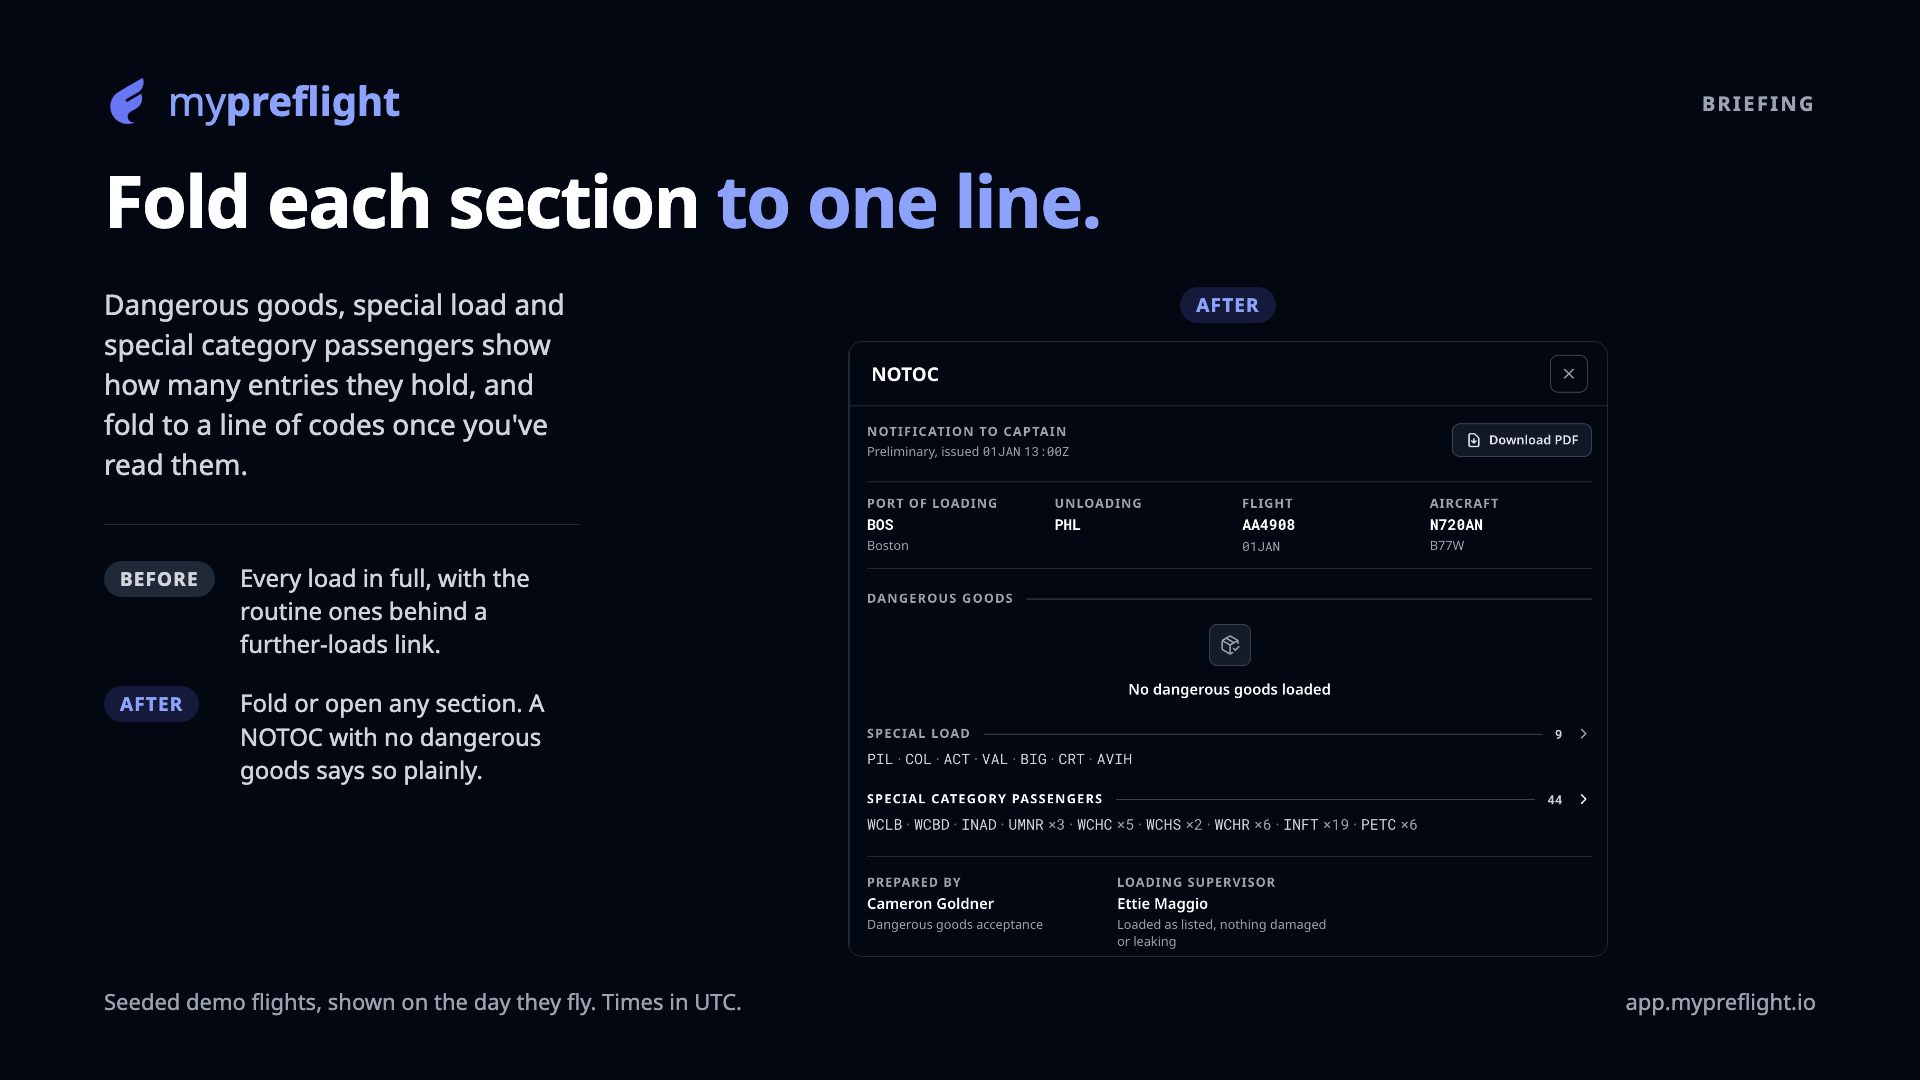 mypreflight
BRIEFING
Fold each section to one line.
Dangerous goods, special load and
special category passengers show
how many entries they hold, and
fold to a line of codes once you've
read them.
BEFORE
Every load in full, with the
routine ones behind a
further-loads link.
AFTER
Fold or open any section. A
NOTOC with no dangerous
goods says so plainly.
AFTER
NOTOC
NOTIFICATION TO CAPTAIN
Preliminary, issued 01JAN 13:00Z
Download PDF
PORT OF LOADING
BOS
Boston
UNLOADING
PHL
FLIGHT
AA4908
01JAN
AIRCRAFT
N720AN
B77W
DANGEROUS GOODS
No dangerous goods loaded
SPECIAL LOAD 9
PIL · COL · ACT · VAL · BIG · CRT · AVIH
SPECIAL CATEGORY PASSENGERS 44
WCLB · WCBD · INAD · UMNR ×3 · WCHC ×5 · WCHS ×2 · WCHR ×6 · INFT ×19 · PETC ×6
PREPARED BY
Cameron Goldner
Dangerous goods acceptance
LOADING SUPERVISOR
Ettie Maggio
Loaded as listed, nothing damaged
or leaking
Seeded demo flights, shown on the day they fly. Times in UTC.
app.mypreflight.io